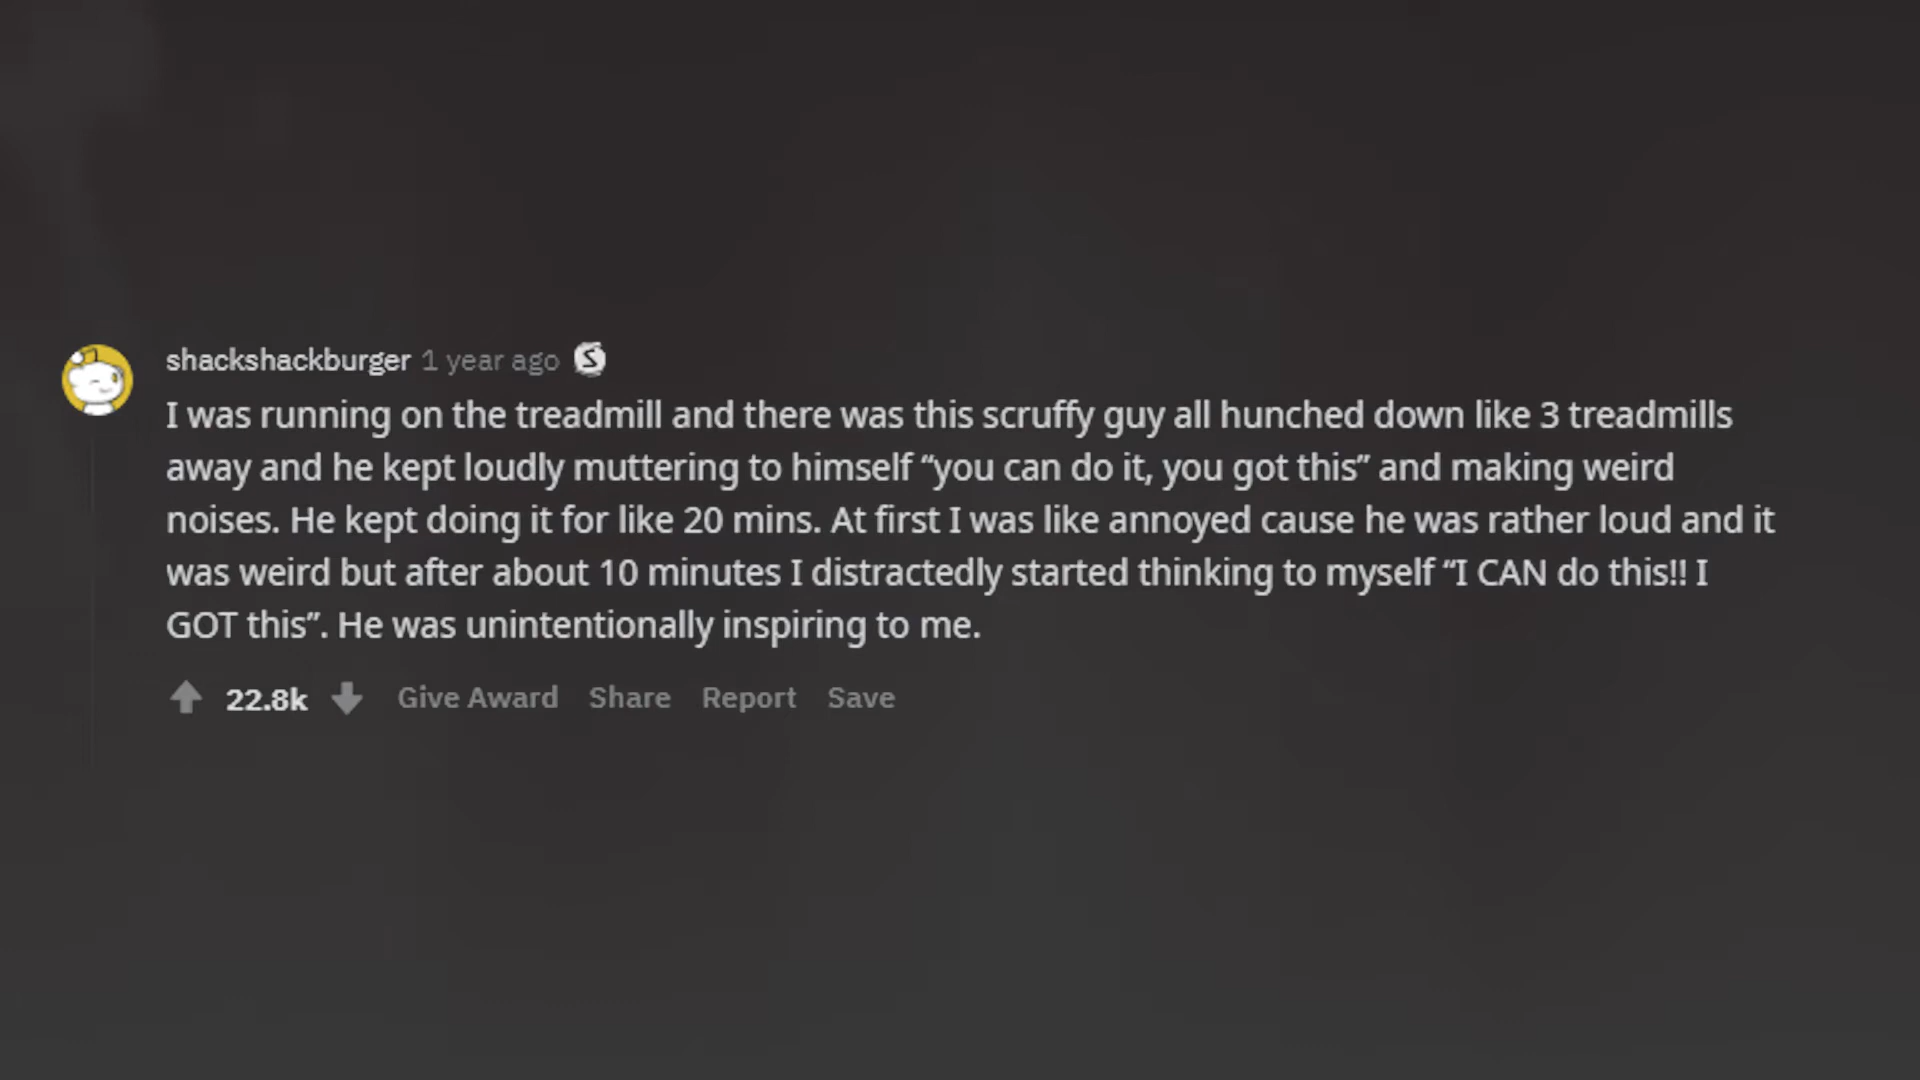 shackshackburger 1 year ago
I was running on the treadmill and there was this scruffy guy all hunched down like 3 treadmills
away and he kept loudly muttering to himself “you can do it, you got this” and making weird
noises. He kept doing it for like 20 mins. At first I was like annoyed cause he was rather loud and it
was weird but after about 10 minutes I distractedly started thinking to myself “I CAN do this!! I
GOT this”. He was unintentionally inspiring to me.
22.8k Give Award Share Report Save